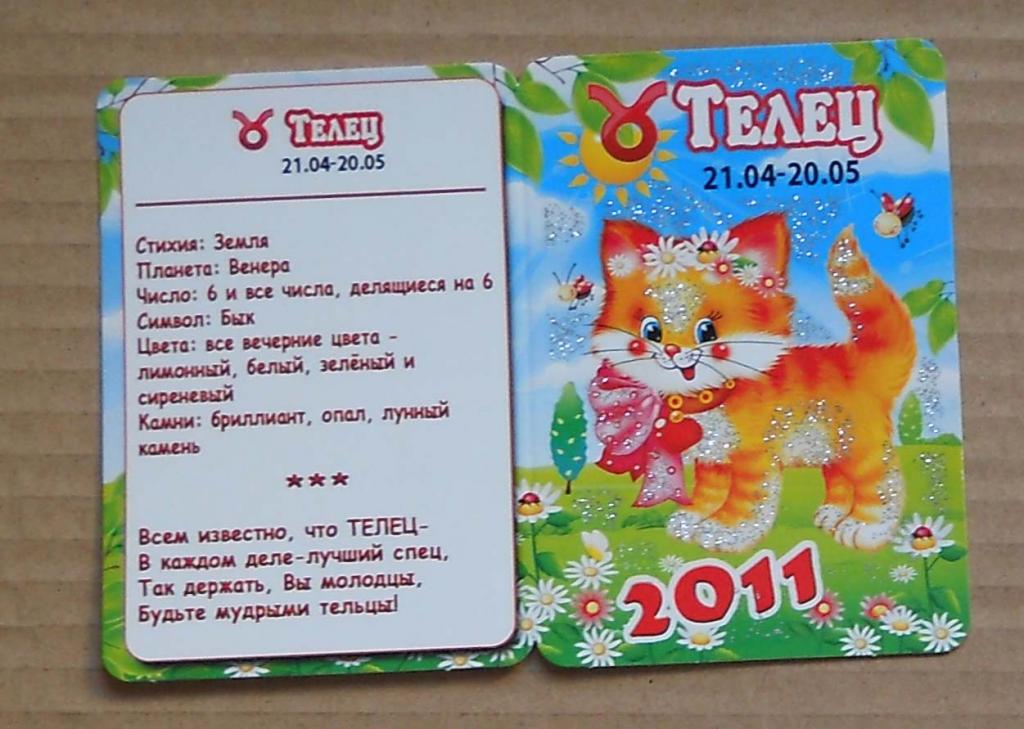 Телец
21.04-20.05
Стихия: Земля
Планета: Венера
Число: 6 и все числа, делящиеся на 6
Символ: Бык
Цвета: все вечерние цвета -
лимонный, белый, зелёный и
сиреневый
Камни: бриллиант, опал, лунный
камень
***
Всем известно, что ТЕЛЕЦ-
В каждом деле-лучший спец,
Так держать, Вы молодцы,
Будьте мудрыми тельцы!
Телец
21.04-20.05
2011